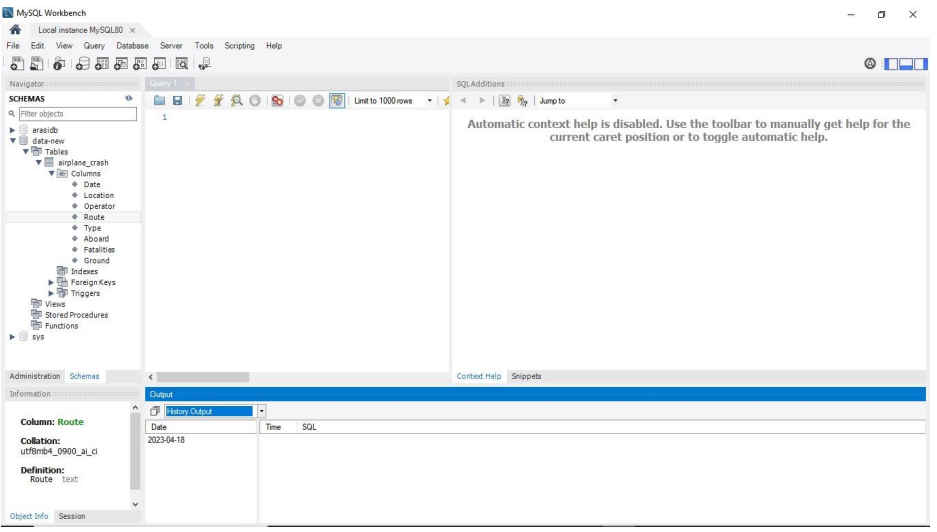 MySQL Workbench
Local instance MySQL80
File Edit View Query Database Server Tools Scripting Help
Navigator
SCHEMAS
Filter objects
arasidb
data-new
Tables
airplane_crash
Columns
Date
Location
Operator
Route
Type
Aboard
Fatalities
Ground
Indexes
Foreign Keys
Triggers
Views
Stored Procedures
Functions
sys
Administration Schemas
Query 1
Limit to 1000 rows
1
SQLAdditions
Jump to
Automatic context help is disabled. Use the toolbar to manually get help for the
current caret position or to toggle automatic help.
Context Help Snippets
Information
Column: Route
Collation:
utf8mb4_0900_ai_ci
Definition:
Route text
Object Info Session
Output
History Output
Date Time SQL
2023-04-18